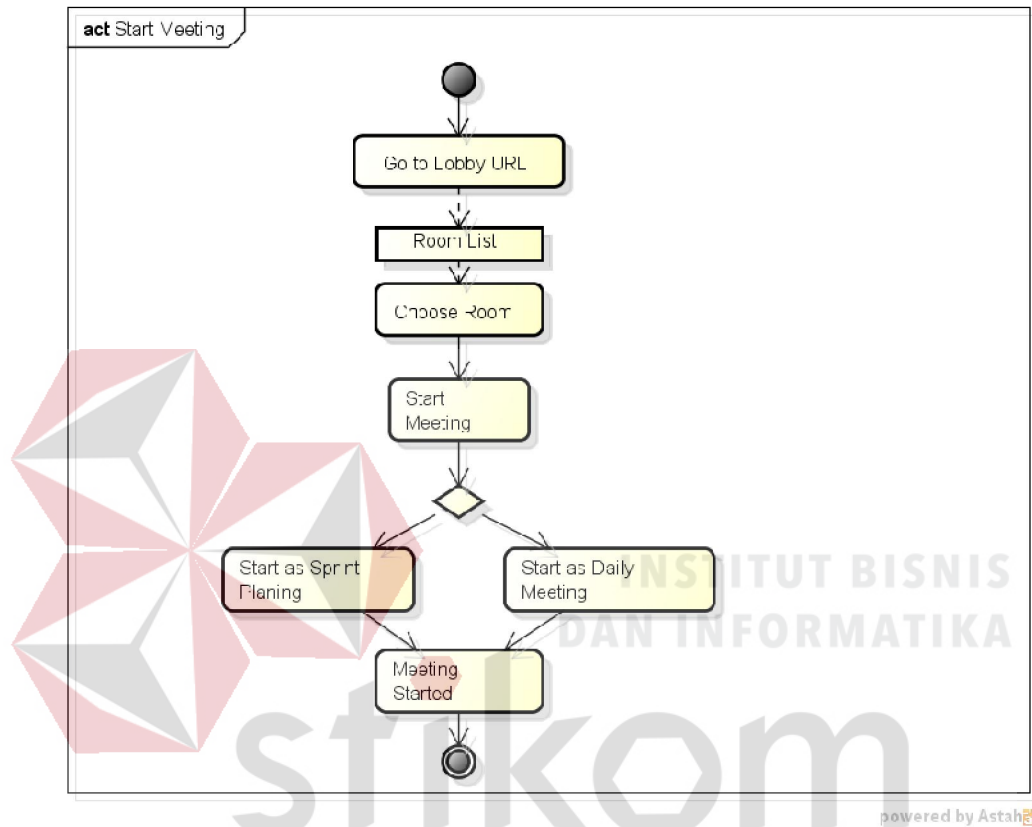 act Start Meeting
Go to Lobby URL
Room List
Choose Room
Start
Meeting
Start as Sprint
Planing
Start as Daily
Meeting
INSTITUT BISNIS
DAN INFORMATIKA
Meeting
Started
stikom
powered by Astah